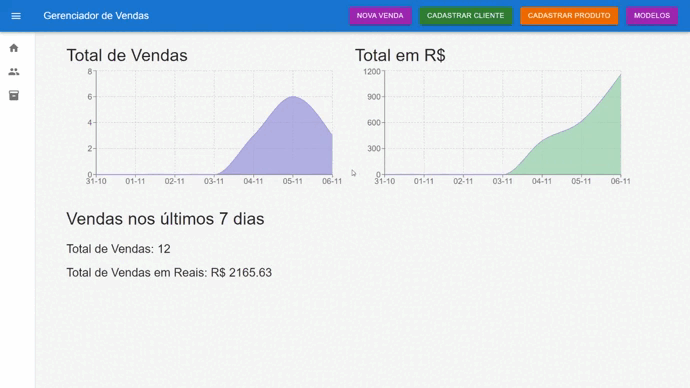 Gerenciador de Vendas
NOVA VENDA
CADASTRAR CLIENTE
CADASTRAR PRODUTO
MODELOS
Total de Vendas
8
6
4
2
0
31-10 01-11 02-11 03-11 04-11 05-11 06-11
Total em R$
1200
900
600
300
0
31-10 01-11 02-11 03-11 04-11 05-11 06-11
Vendas nos últimos 7 dias
Total de Vendas: 12
Total de Vendas em Reais: R$ 2165.63